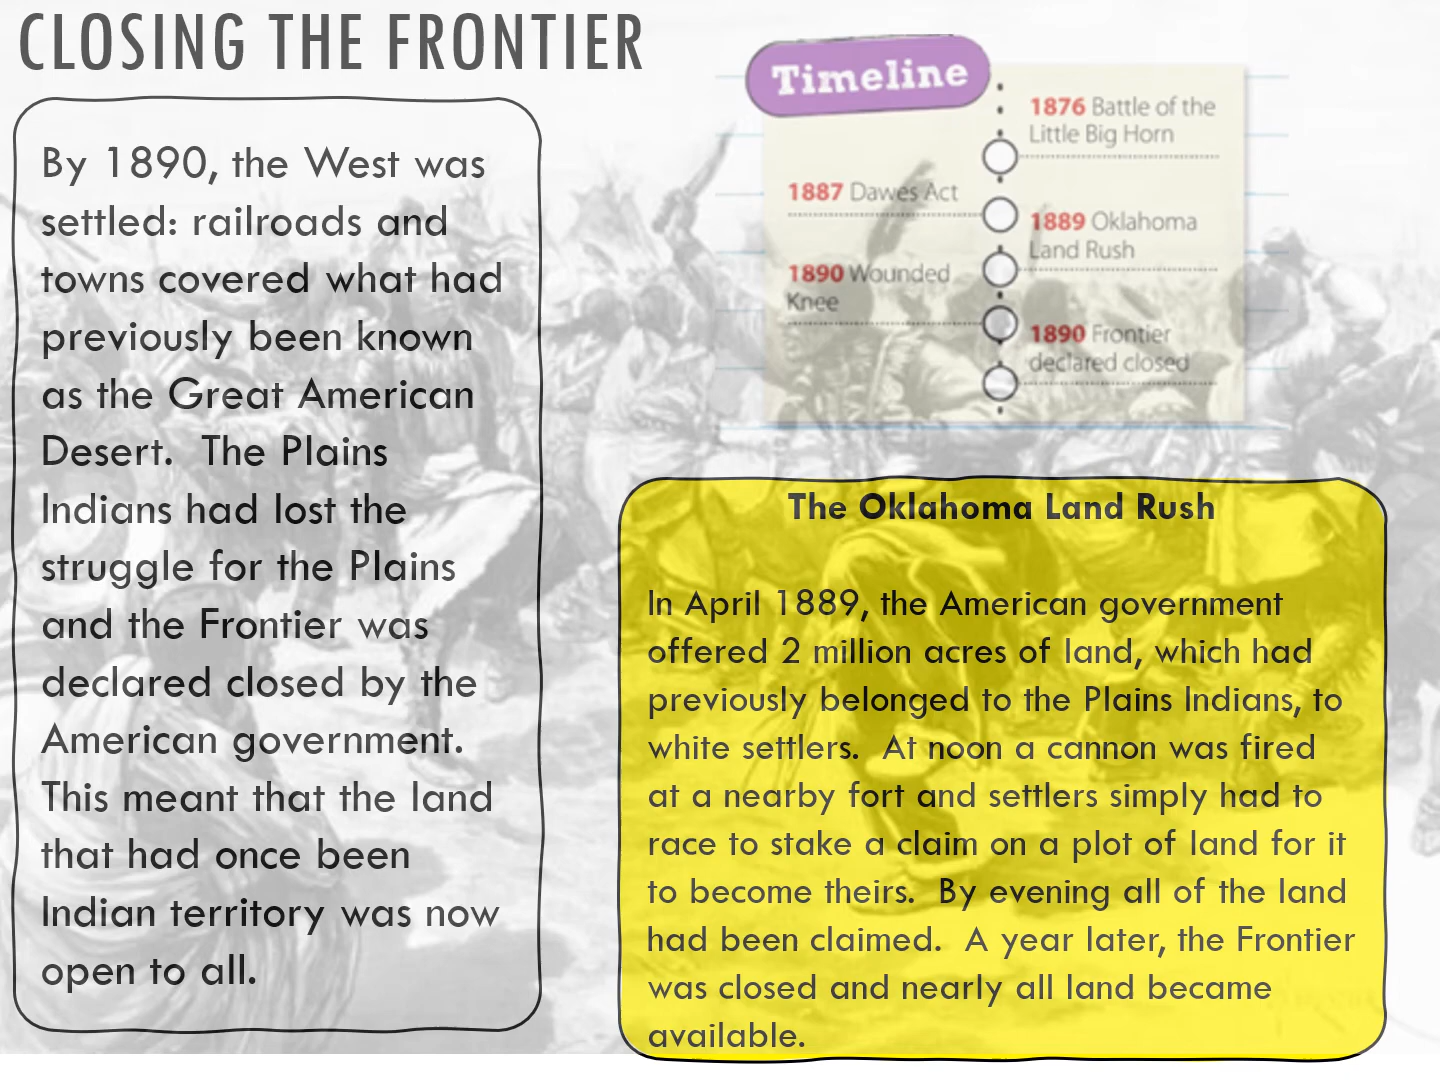 CLOSING THE FRONTIER
By 1890, the West was
settled: railroads and
towns covered what had
previously been known
as the Great American
Desert.  The Plains
Indians had lost the
struggle for the Plains
and the Frontier was
declared closed by the
American government.
This meant that the land
that had once been
Indian territory was now
open to all.
Timeline
1876 Battle of the
Little Big Horn
1887 Dawes Act
1889 Oklahoma
Land Rush
1890 Wounded
Knee
1890 Frontier
declared closed
The Oklahoma Land Rush
In April 1889, the American government
offered 2 million acres of land, which had
previously belonged to the Plains Indians, to
white settlers.  At noon a cannon was fired
at a nearby fort and settlers simply had to
race to stake a claim on a plot of land for it
to become theirs.  By evening all of the land
had been claimed.  A year later, the Frontier
was closed and nearly all land became
available.